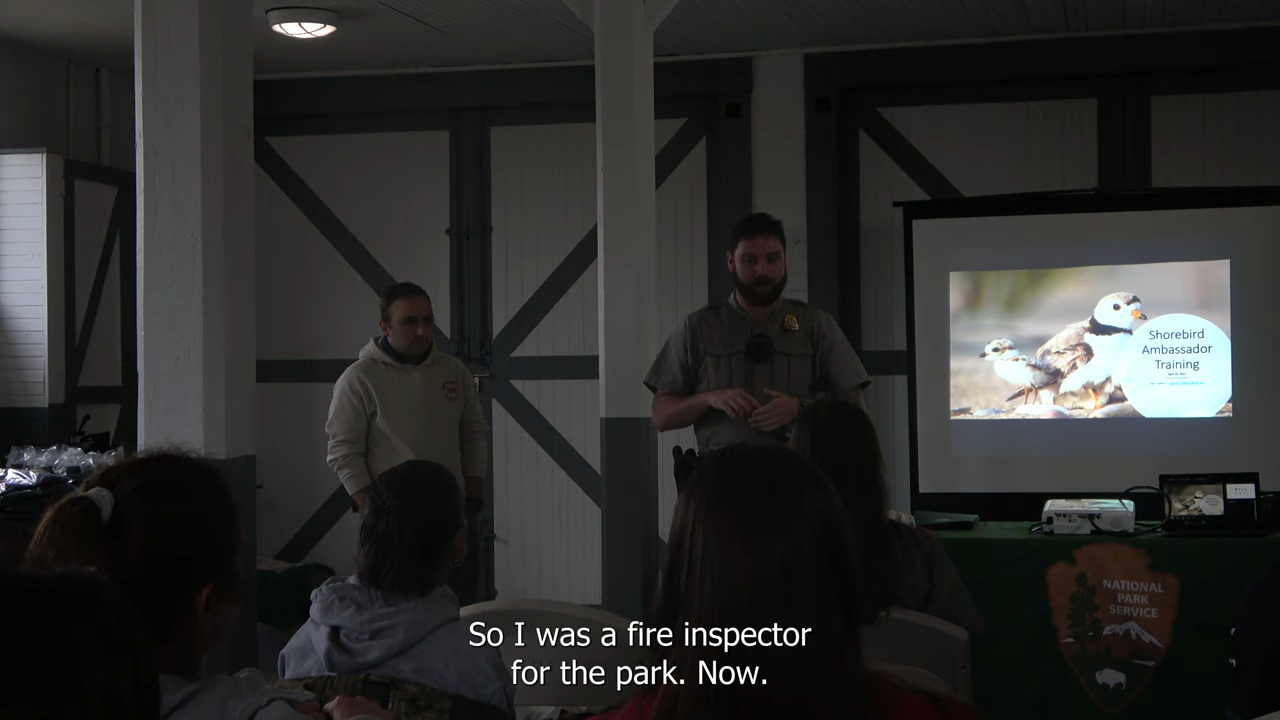 Shorebird
Ambassador
Training
NATIONAL
PARK
SERVICE
So I was a fire inspector
for the park. Now.